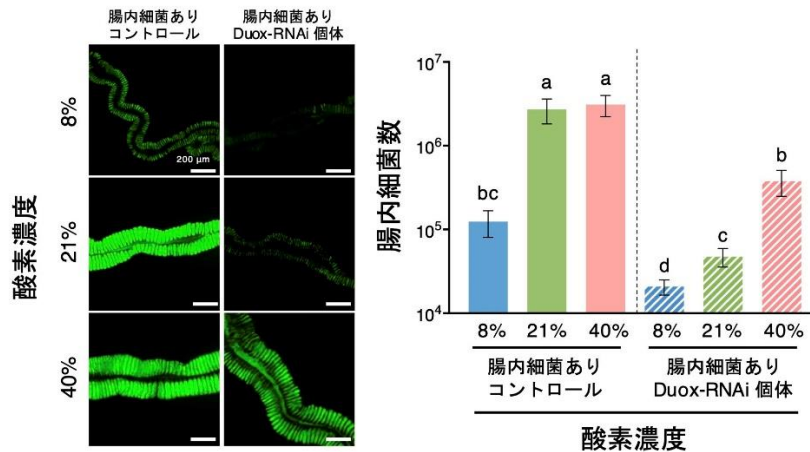 腸内細菌あり
コントロール
腸内細菌あり
Duox-RNAi 個体
酸素濃度
8%
200 µm
21%
40%
腸内細菌数
10⁷
10⁶
10⁵
10⁴
bc
a
a
d
c
b
8% 21% 40% 8% 21% 40%
腸内細菌あり
コントロール
腸内細菌あり
Duox-RNAi 個体
酸素濃度